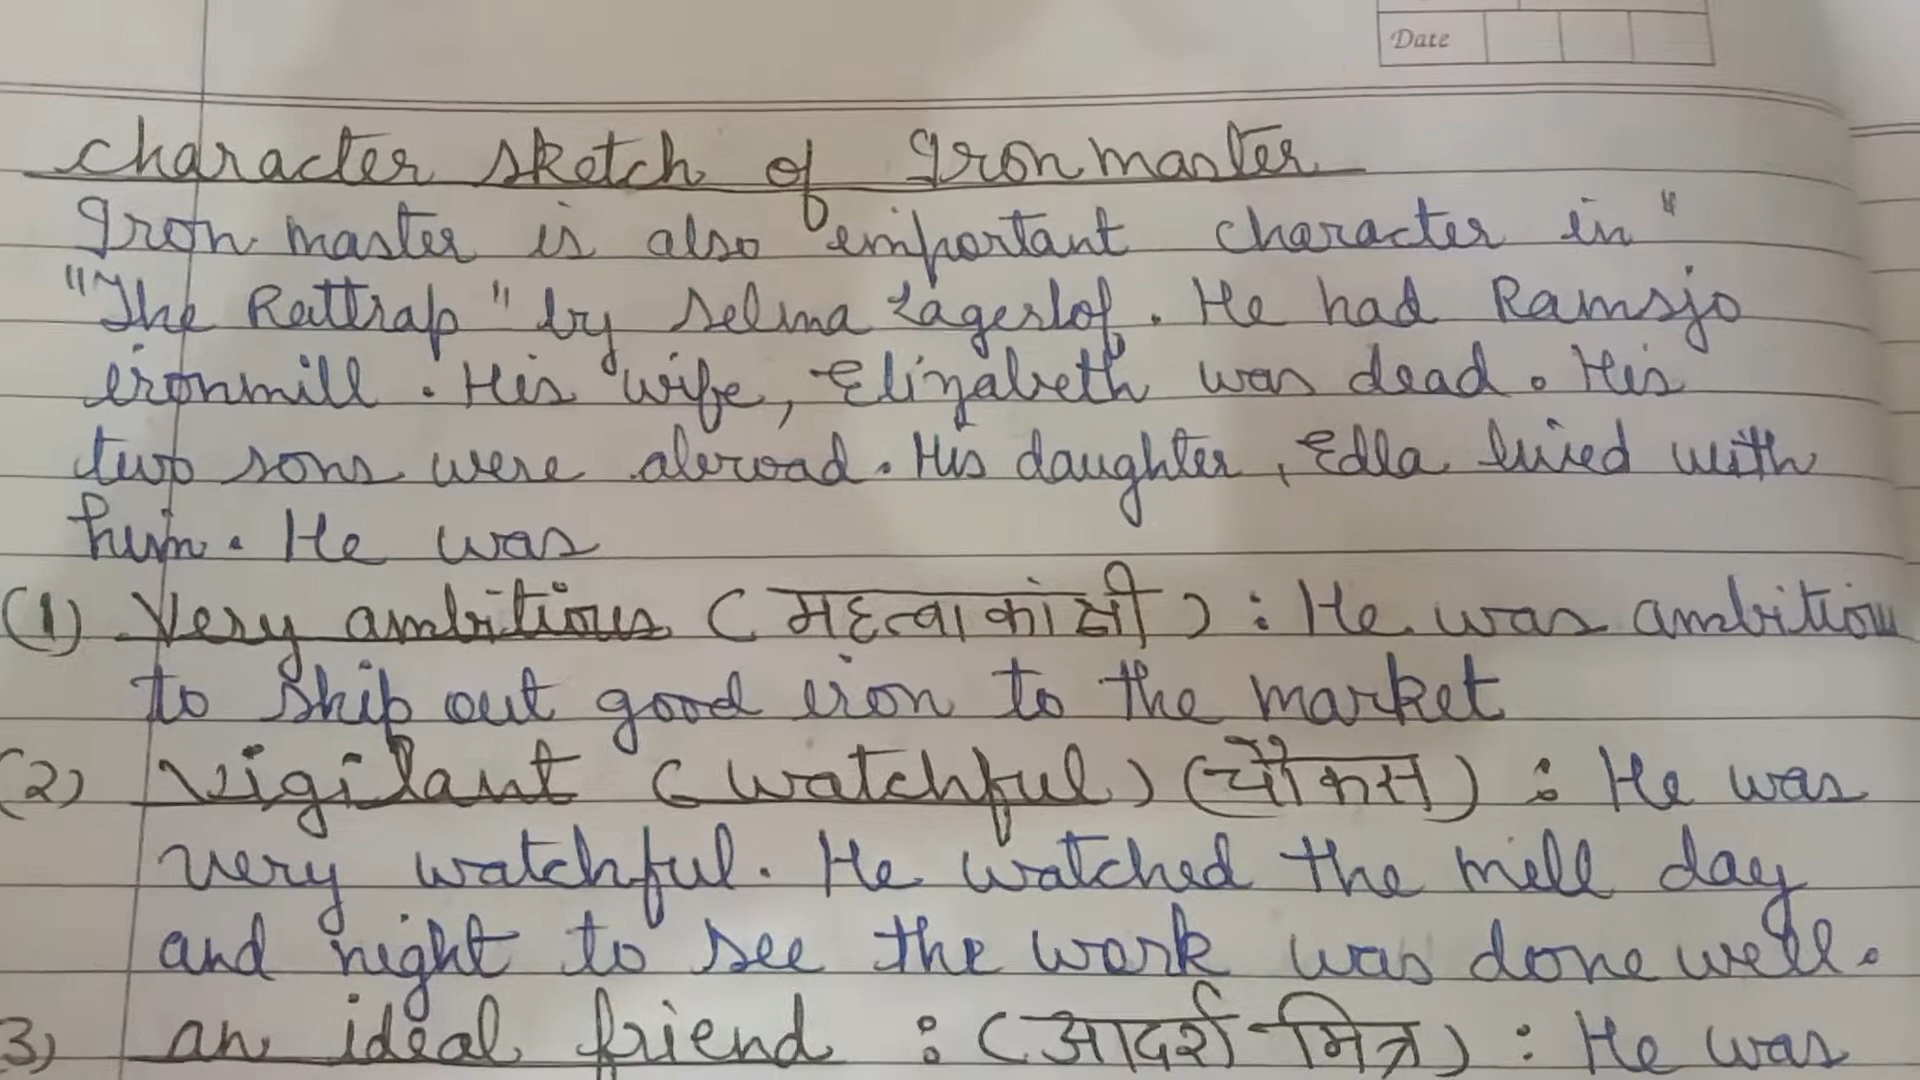 Date
Character sketch of Ironmaster
Iron master is also important character in "
"The Rattrap" by Selma Lagerlof. He had Ramsjo
ironmill. His wife, Elizabeth was dead. His
two sons were abroad. His daughter, Edla lived with
him. He was
(1) Very ambitious (महत्वाकांक्षी) : He was ambitiou
to ship out good iron to the market
(2) Vigilant (watchful) (चौकस) : He was
very watchful. He watched the mill day
and night to see the work was done well.
3) an ideal friend : (आदर्श-मित्र) : He was